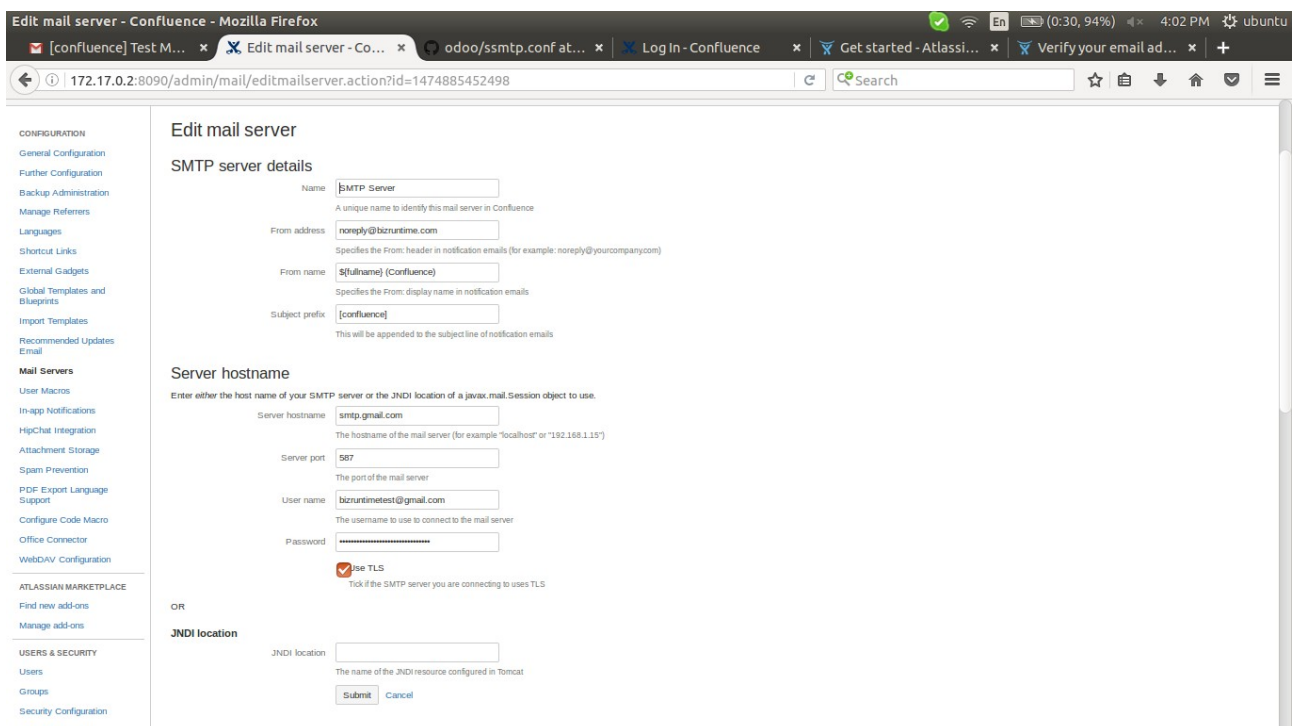 Edit mail server - Confluence - Mozilla Firefox
En (0:30, 94%) 4:02 PM ubuntu
[confluence] Test M... × Edit mail server - Co... × odoo/ssmtp.conf at... × Log In - Confluence × Get started - Atlassi... × Verify your email ad... × +
172.17.0.2:8090/admin/mail/editmailserver.action?id=1474885452498 Search
CONFIGURATION
General Configuration
Further Configuration
Backup Administration
Manage Referrers
Languages
Shortcut Links
External Gadgets
Global Templates and
Blueprints
Import Templates
Recommended Updates
Email
Mail Servers
User Macros
In-app Notifications
HipChat Integration
Attachment Storage
Spam Prevention
PDF Export Language
Support
Configure Code Macro
Office Connector
WebDAV Configuration
ATLASSIAN MARKETPLACE
Find new add-ons
Manage add-ons
USERS & SECURITY
Users
Groups
Security Configuration
Edit mail server
SMTP server details
Name SMTP Server
A unique name to identify this mail server in Confluence
From address noreply@bizruntime.com
Specifies the From: header in notification emails (for example: noreply@yourcompany.com)
From name ${fullname} (Confluence)
Specifies the From: display name in notification emails
Subject prefix [confluence]
This will be appended to the subject line of notification emails
Server hostname
Enter either the host name of your SMTP server or the JNDI location of a javax.mail.Session object to use.
Server hostname smtp.gmail.com
The hostname of the mail server (for example "localhost" or "192.168.1.15")
Server port 587
The port of the mail server
User name bizruntimetest@gmail.com
The username to use to connect to the mail server
Password
Use TLS
Tick if the SMTP server you are connecting to uses TLS
OR
JNDI location
JNDI location
The name of the JNDI resource configured in Tomcat
Submit Cancel